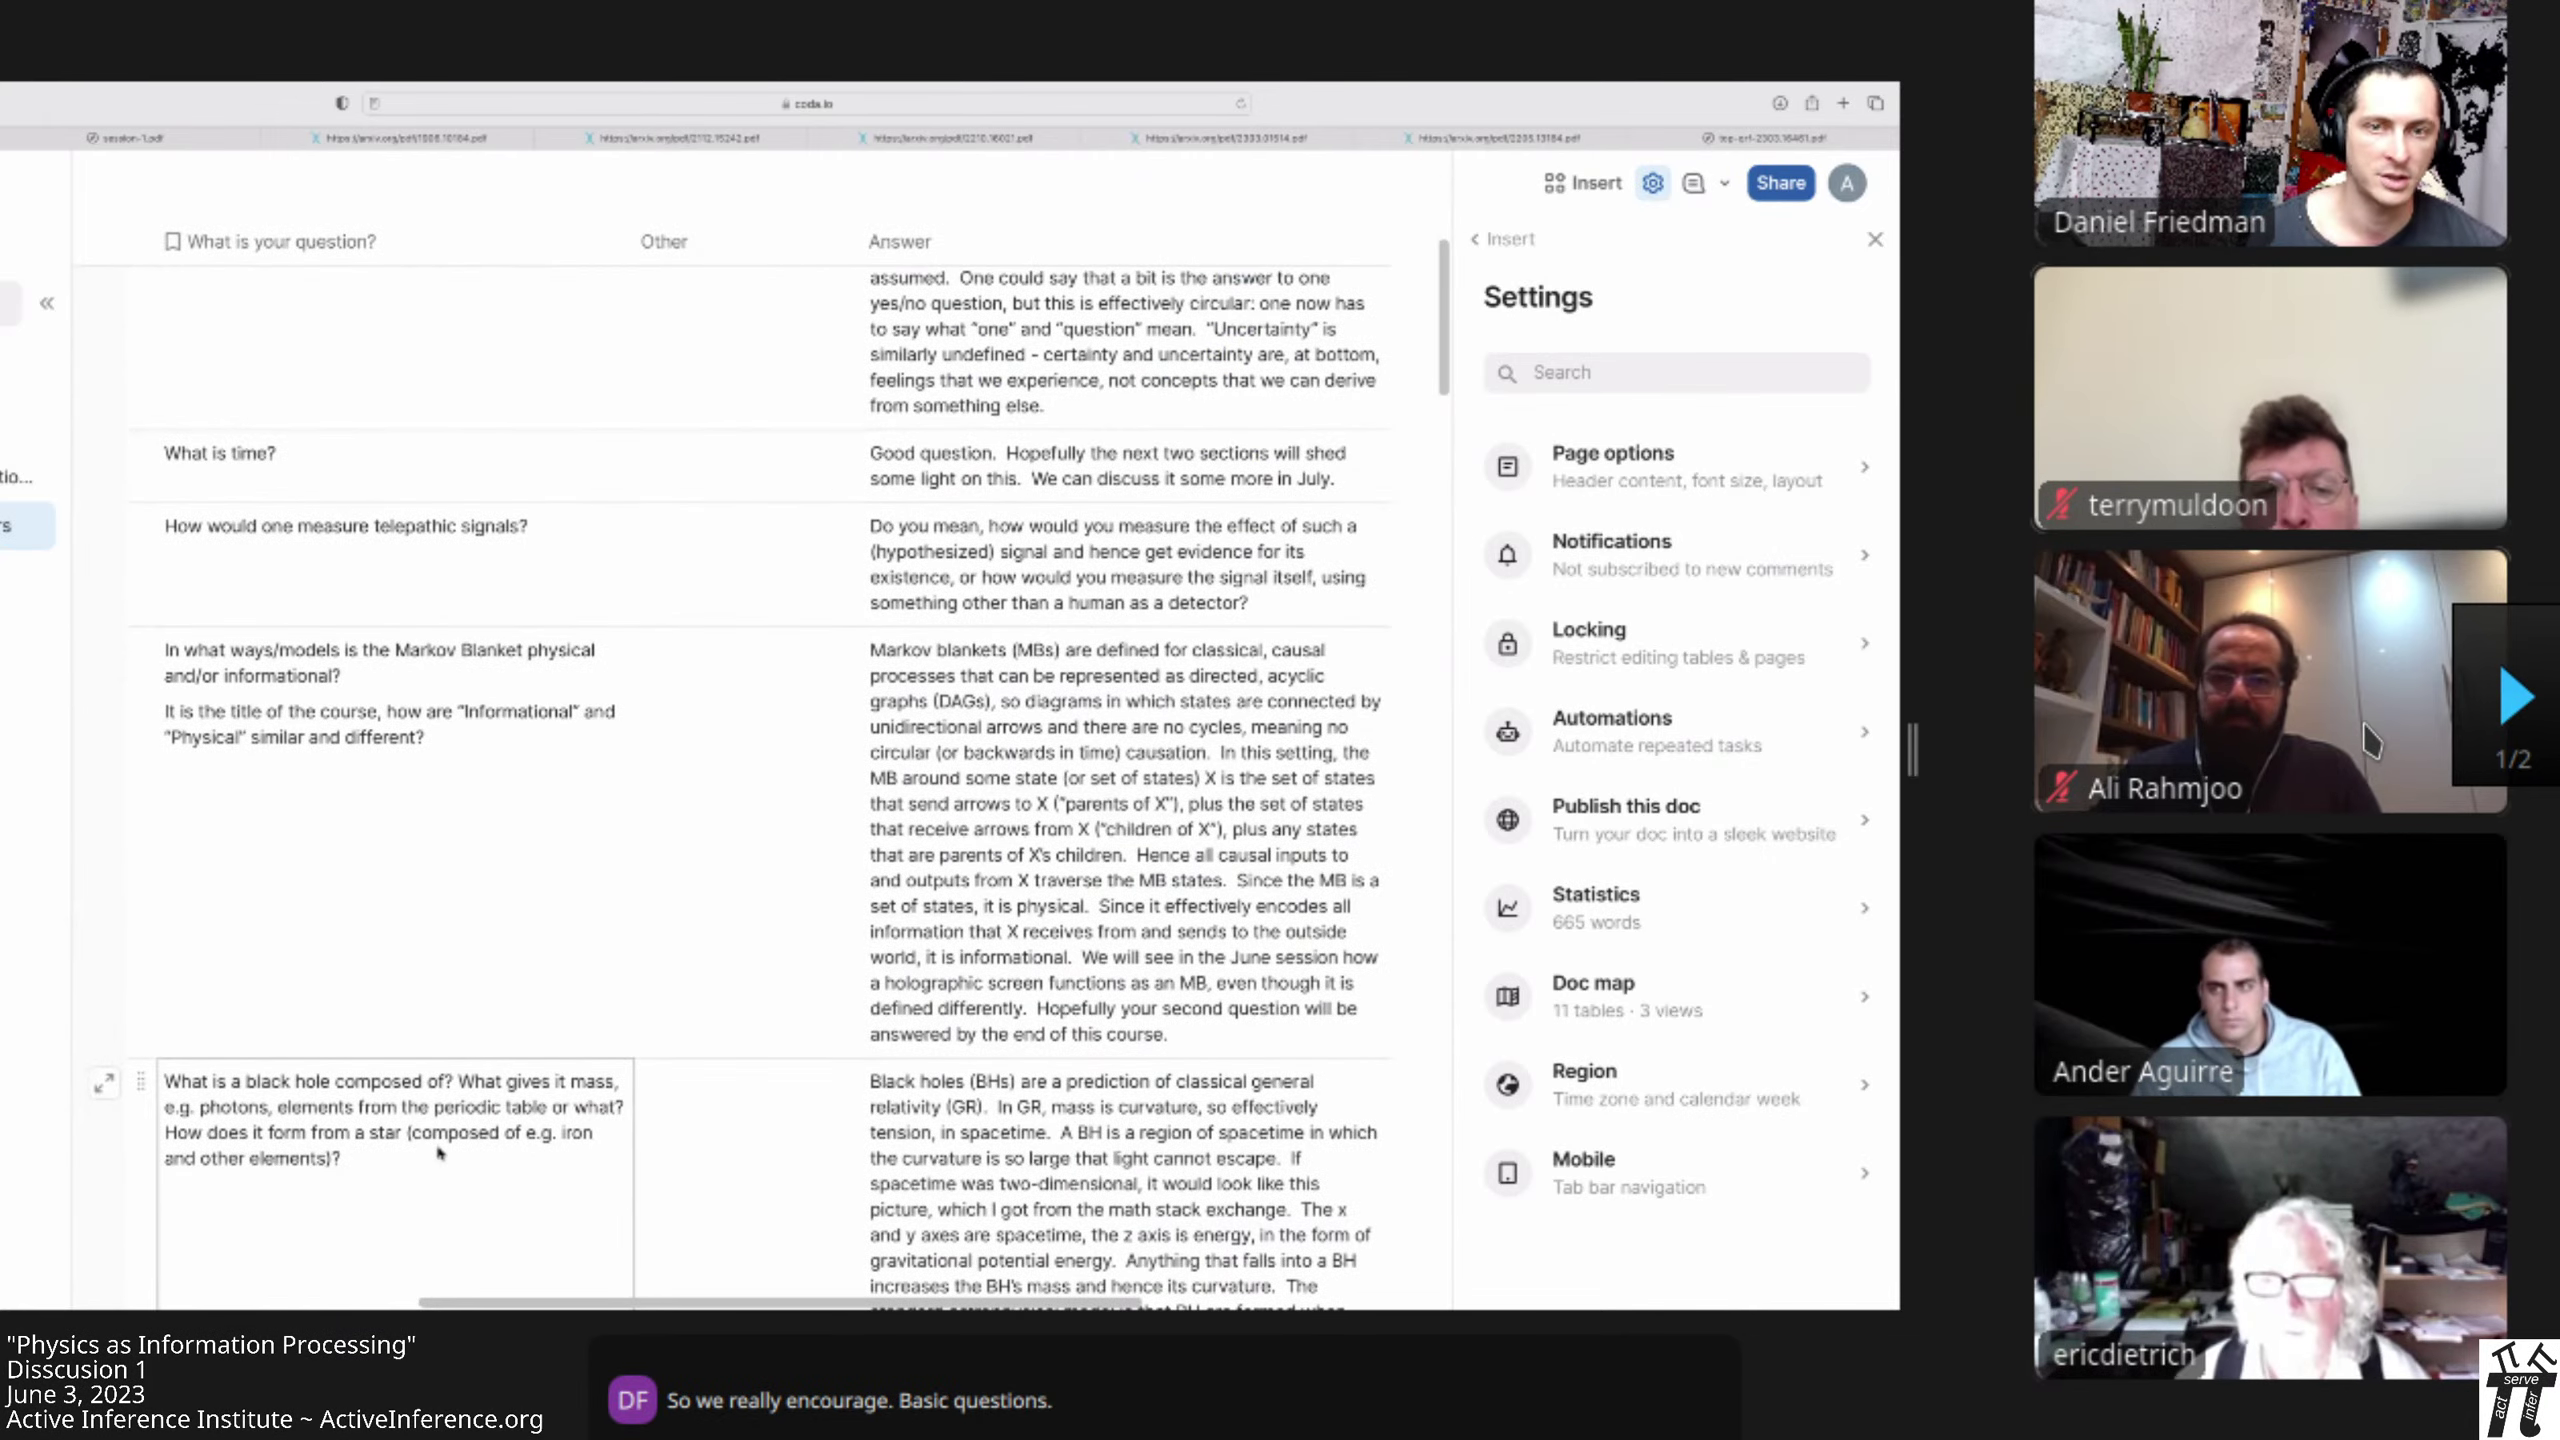 coda.io
session-1.pdf
https://arxiv.org/pdf/2112.15242.pdf
https://arxiv.org/pdf/2210.16021.pdf
https://arxiv.org/pdf/2303.01514.pdf
https://arxiv.org/pdf/2205.13184.pdf
Insert
Share
A
What is your question?
Other
Answer
assumed. One could say that a bit is the answer to one
yes/no question, but this is effectively circular: one now has
to say what "one" and "question" mean. "Uncertainty" is
similarly undefined - certainty and uncertainty are, at bottom,
feelings that we experience, not concepts that we can derive
from something else.
What is time?
Good question. Hopefully the next two sections will shed
some light on this. We can discuss it some more in July.
How would one measure telepathic signals?
Do you mean, how would you measure the effect of such a
(hypothesized) signal and hence get evidence for its
existence, or how would you measure the signal itself, using
something other than a human as a detector?
In what ways/models is the Markov Blanket physical
and/or informational?
It is the title of the course, how are "Informational" and
"Physical" similar and different?
Markov blankets (MBs) are defined for classical, causal
processes that can be represented as directed, acyclic
graphs (DAGs), so diagrams in which states are connected by
unidirectional arrows and there are no cycles, meaning no
circular (or backwards in time) causation. In this setting, the
MB around some state (or set of states) X is the set of states
that send arrows to X ("parents of X"), plus the set of states
that receive arrows from X ("children of X"), plus any states
that are parents of X's children. Hence all causal inputs to
and outputs from X traverse the MB states. Since the MB is a
set of states, it is physical. Since it effectively encodes all
information that X receives from and sends to the outside
world, it is informational. We will see in the June session how
a holographic screen functions as an MB, even though it is
defined differently. Hopefully your second question will be
answered by the end of this course.
What is a black hole composed of? What gives it mass,
e.g. photons, elements from the periodic table or what?
How does it form from a star (composed of e.g. iron
and other elements)?
Black holes (BHs) are a prediction of classical general
relativity (GR). In GR, mass is curvature, so effectively
tension, in spacetime. A BH is a region of spacetime in which
the curvature is so large that light cannot escape. If
spacetime was two-dimensional, it would look like this
picture, which I got from the math stack exchange. The x
and y axes are spacetime, the z axis is energy, in the form of
gravitational potential energy. Anything that falls into a BH
increases the BH's mass and hence its curvature. The
tio...
rs
Insert
Settings
Search
Page options
Header content, font size, layout
Notifications
Not subscribed to new comments
Locking
Restrict editing tables & pages
Automations
Automate repeated tasks
Publish this doc
Turn your doc into a sleek website
Statistics
665 words
Doc map
11 tables · 3 views
Region
Time zone and calendar week
Mobile
Tab bar navigation
Daniel Friedman
terrymuldoon
Ali Rahmjoo
1/2
Ander Aguirre
ericdietrich
"Physics as Information Processing"
Disscusion 1
June 3, 2023
Active Inference Institute ~ ActiveInference.org
DF
So we really encourage. Basic questions.
serve
act
infer